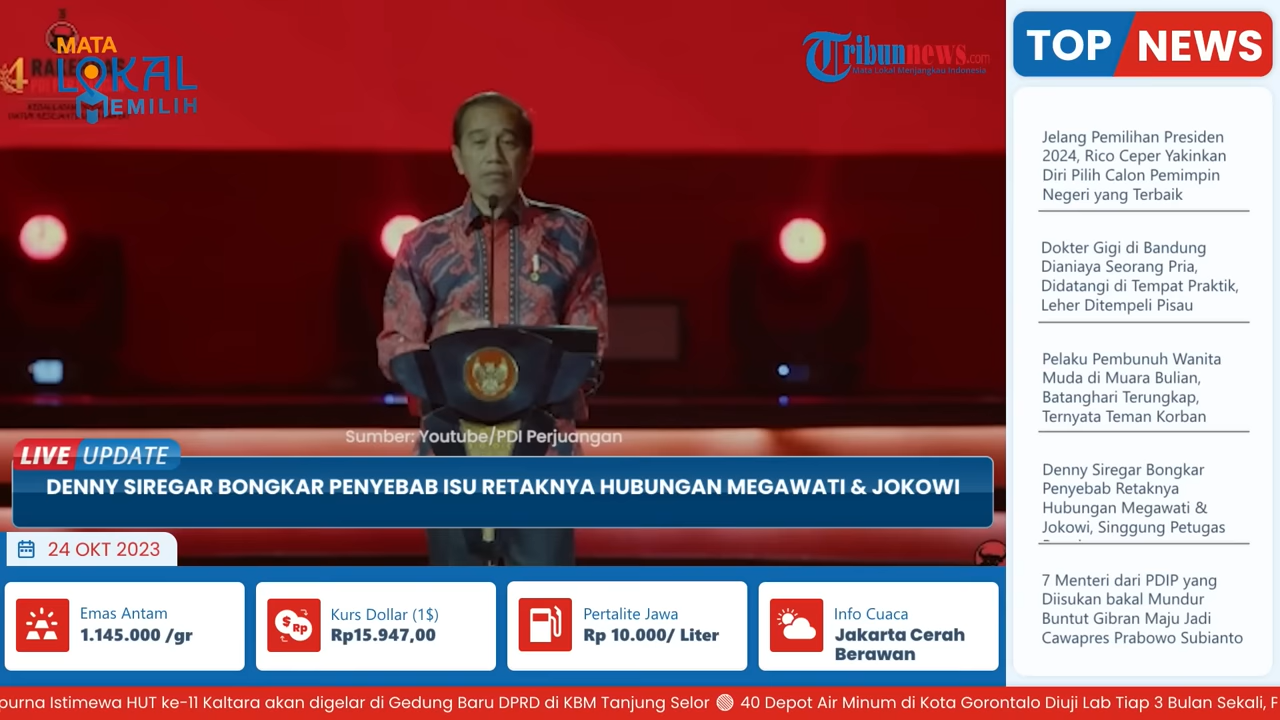 MATA
LOKAL
MEMILIH
4 RAKERNAS
Tribunnews.com
Mata Lokal Menjangkau Indonesia
TOP NEWS
Jelang Pemilihan Presiden
2024, Rico Ceper Yakinkan
Diri Pilih Calon Pemimpin
Negeri yang Terbaik
Dokter Gigi di Bandung
Dianiaya Seorang Pria,
Didatangi di Tempat Praktik,
Leher Ditempeli Pisau
Pelaku Pembunuh Wanita
Muda di Muara Bulian,
Batanghari Terungkap,
Ternyata Teman Korban
Denny Siregar Bongkar
Penyebab Retaknya
Hubungan Megawati &
Jokowi, Singgung Petugas
7 Menteri dari PDIP yang
Diisukan bakal Mundur
Buntut Gibran Maju Jadi
Cawapres Prabowo Subianto
Sumber: Youtube/PDI Perjuangan
LIVE UPDATE
DENNY SIREGAR BONGKAR PENYEBAB ISU RETAKNYA HUBUNGAN MEGAWATI & JOKOWI
24 OKT 2023
Emas Antam
1.145.000 /gr
Kurs Dollar (1$)
Rp15.947,00
Pertalite Jawa
Rp 10.000/ Liter
Info Cuaca
Jakarta Cerah
Berawan
purna Istimewa HUT ke-11 Kaltara akan digelar di Gedung Baru DPRD di KBM Tanjung Selor 40 Depot Air Minum di Kota Gorontalo Diuji Lab Tiap 3 Bulan Sekali,